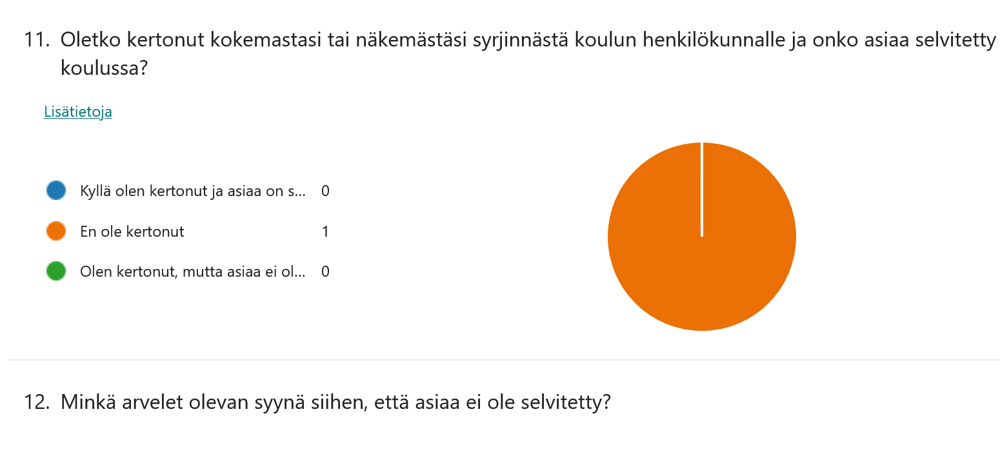 11. Oletko kertonut kokemastasi tai näkemästäsi syrjinnästä koulun henkilökunnalle ja onko asiaa selvitetty
koulussa?
Lisätietoja
Kyllä olen kertonut ja asiaa on s... 0
En ole kertonut 1
Olen kertonut, mutta asiaa ei ol... 0
12. Minkä arvelet olevan syynä siihen, että asiaa ei ole selvitetty?